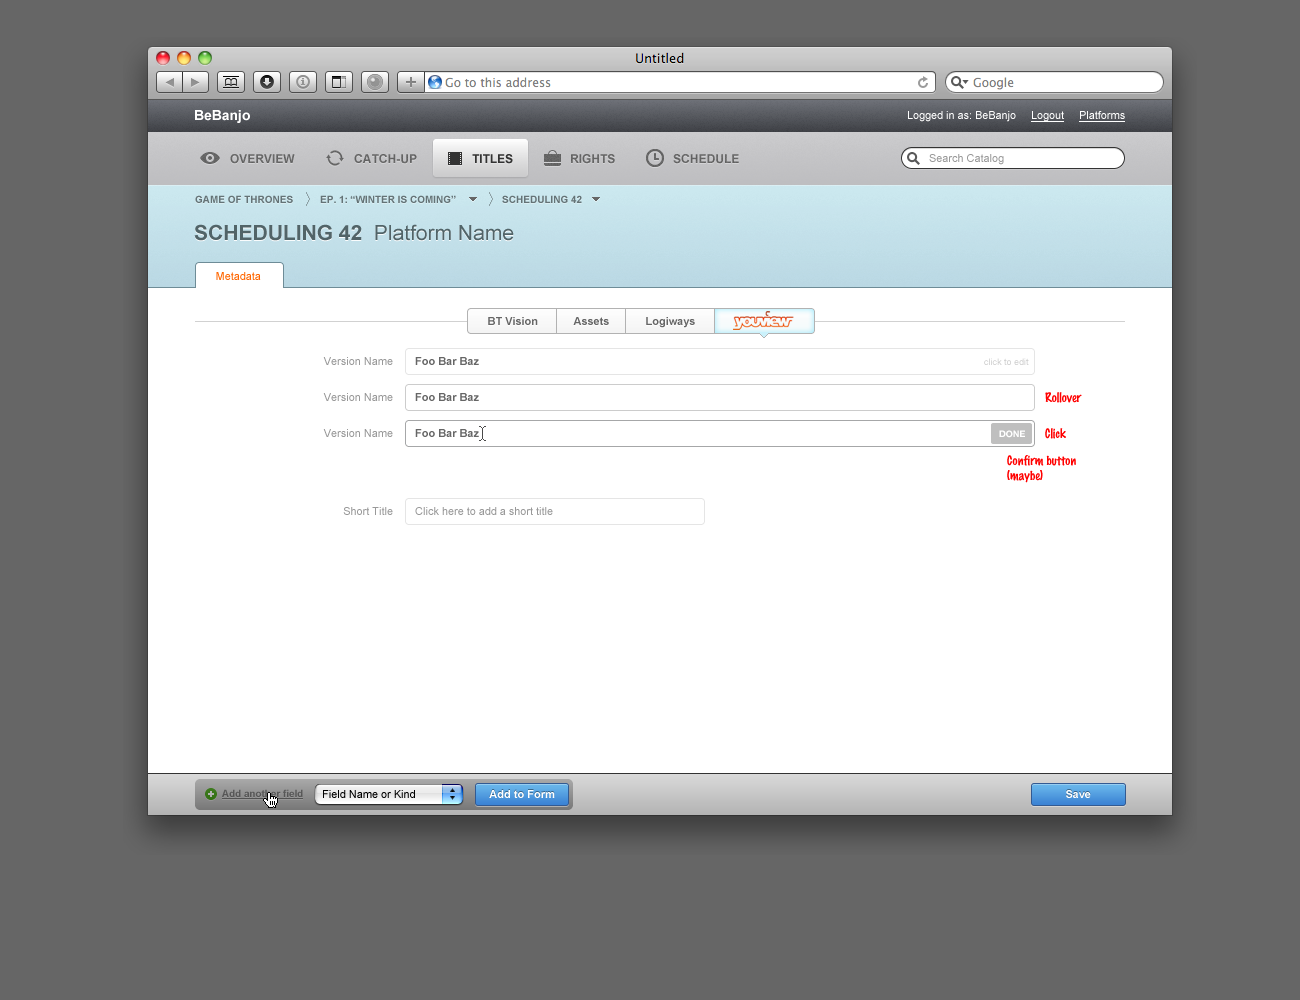 Untitled
Go to this address
Google
BeBanjo
Logged in as: BeBanjo Logout Platforms
OVERVIEW CATCH-UP TITLES RIGHTS SCHEDULE Search Catalog
GAME OF THRONES EP. 1: “WINTER IS COMING” SCHEDULING 42
SCHEDULING 42 Platform Name
Metadata
BT Vision Assets Logiways youview
Version Name Foo Bar Baz click to edit
Version Name Foo Bar Baz Rollover
Version Name Foo Bar Baz DONE Click
Confirm button
(maybe)
Short Title Click here to add a short title
Add another field Field Name or Kind Add to Form Save